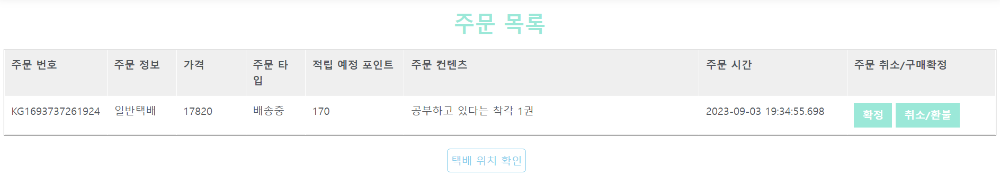 주문 목록
주문 번호 주문 정보 가격 주문 타 적립 예정 포인트 주문 컨텐츠 주문 시간 주문 취소/구매확정
입
KG1693737261924 일반택배 17820 배송중 170 공부하고 있다는 착각 1권 2023-09-03 19:34:55.698 확정 취소/환불
택배 위치 확인